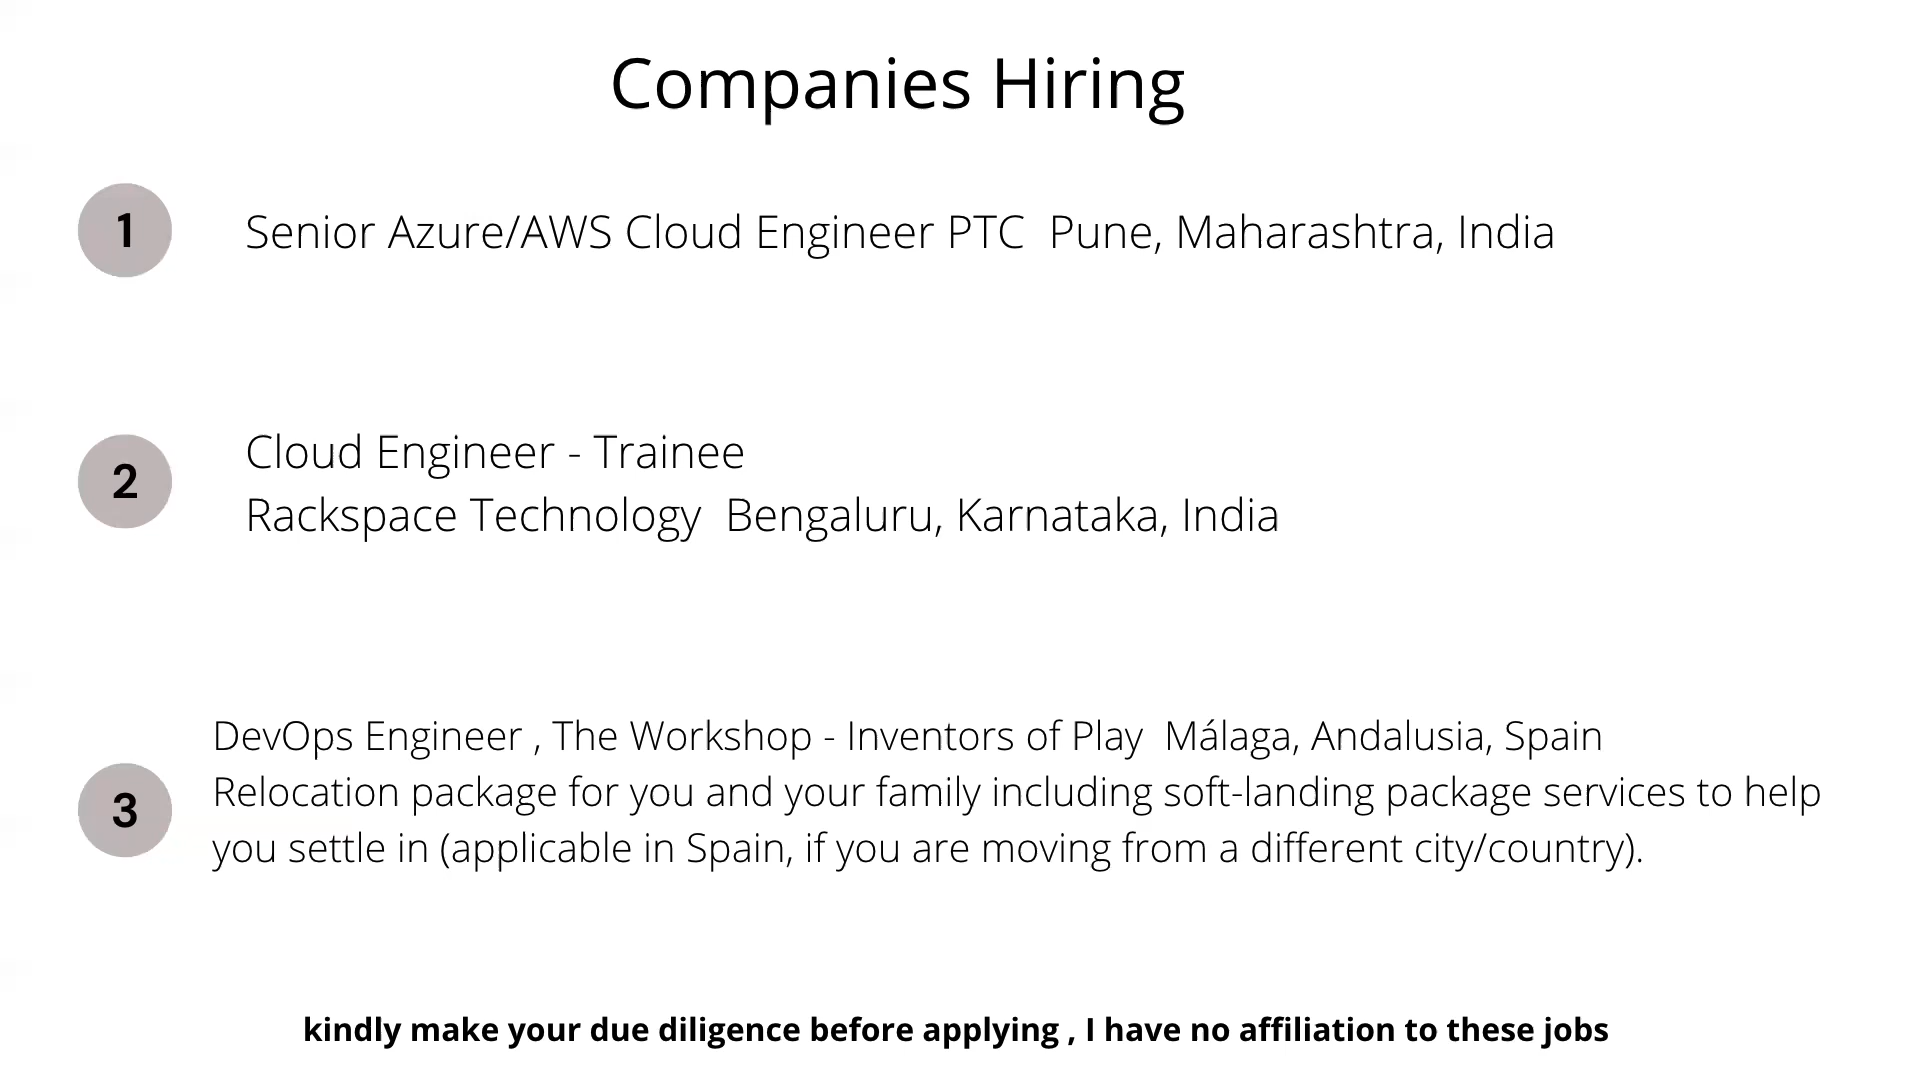 Companies Hiring
1
Senior Azure/AWS Cloud Engineer PTC  Pune, Maharashtra, India
2
Cloud Engineer - Trainee
Rackspace Technology  Bengaluru, Karnataka, India
3
DevOps Engineer , The Workshop - Inventors of Play  Málaga, Andalusia, Spain
Relocation package for you and your family including soft-landing package services to help
you settle in (applicable in Spain, if you are moving from a different city/country).
kindly make your due diligence before applying , I have no affiliation to these jobs